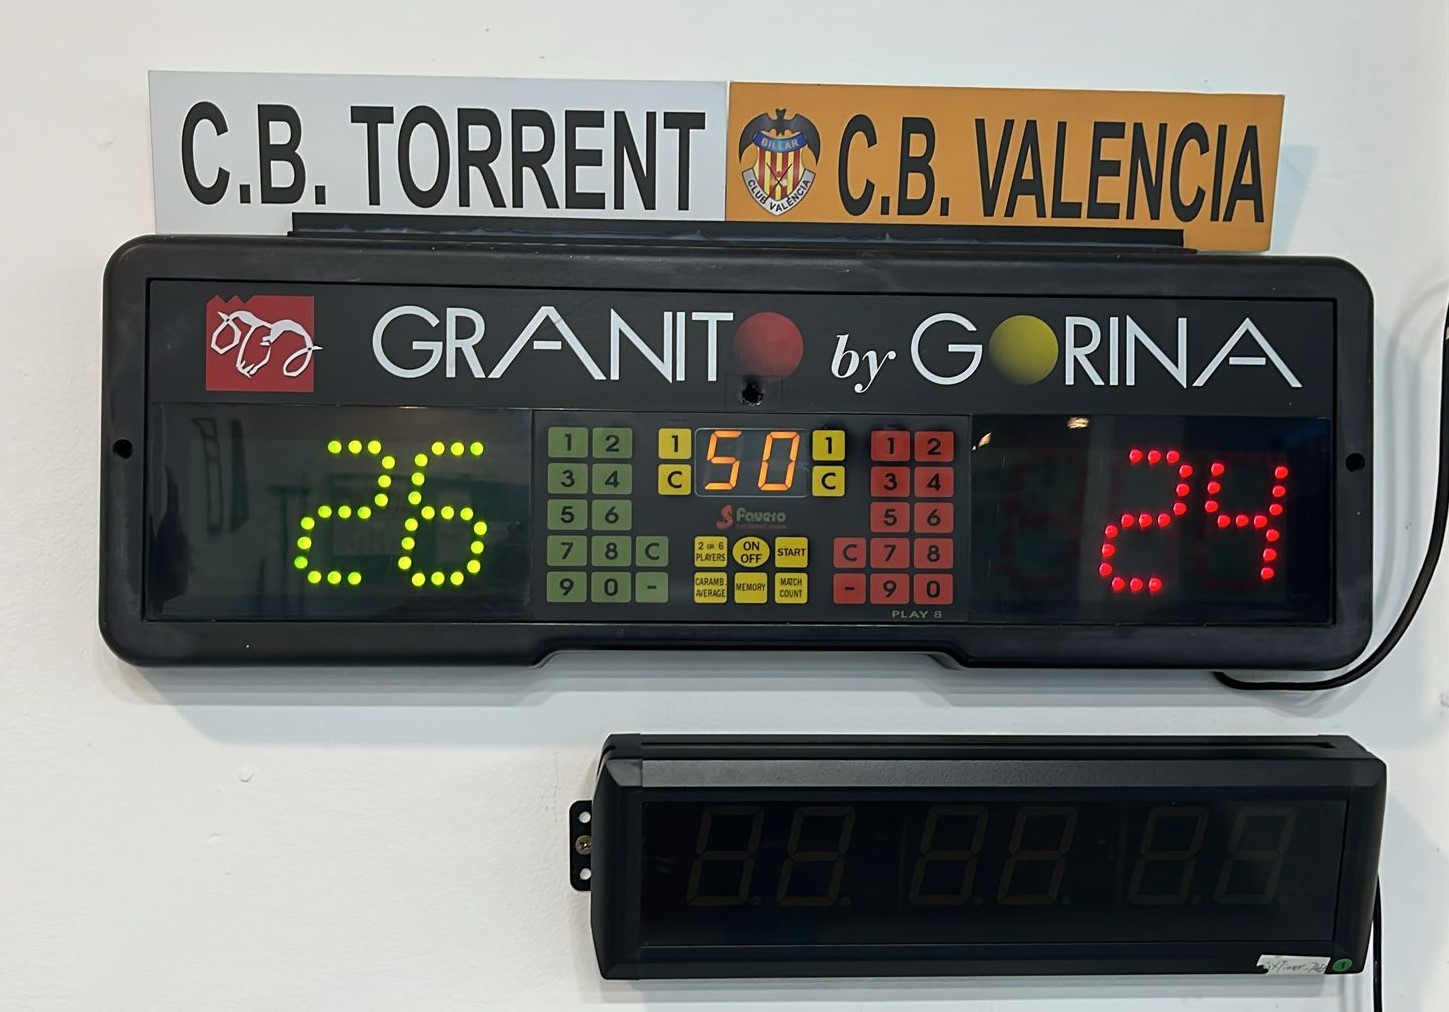 C.B. TORRENT
BILLAR
CLUB VALÈNCIA
C.B. VALENCIA
GRANITO by GORINA
26
50
24
1 2 1 1 1 2
3 4 C C 3 4
5 6 Favero 5 6
7 8 C 2 OR 6 PLAYERS ON OFF START C 7 8
9 0 - CARAMB. AVERAGE MEMORY MATCH COUNT - 9 0
PLAY 8